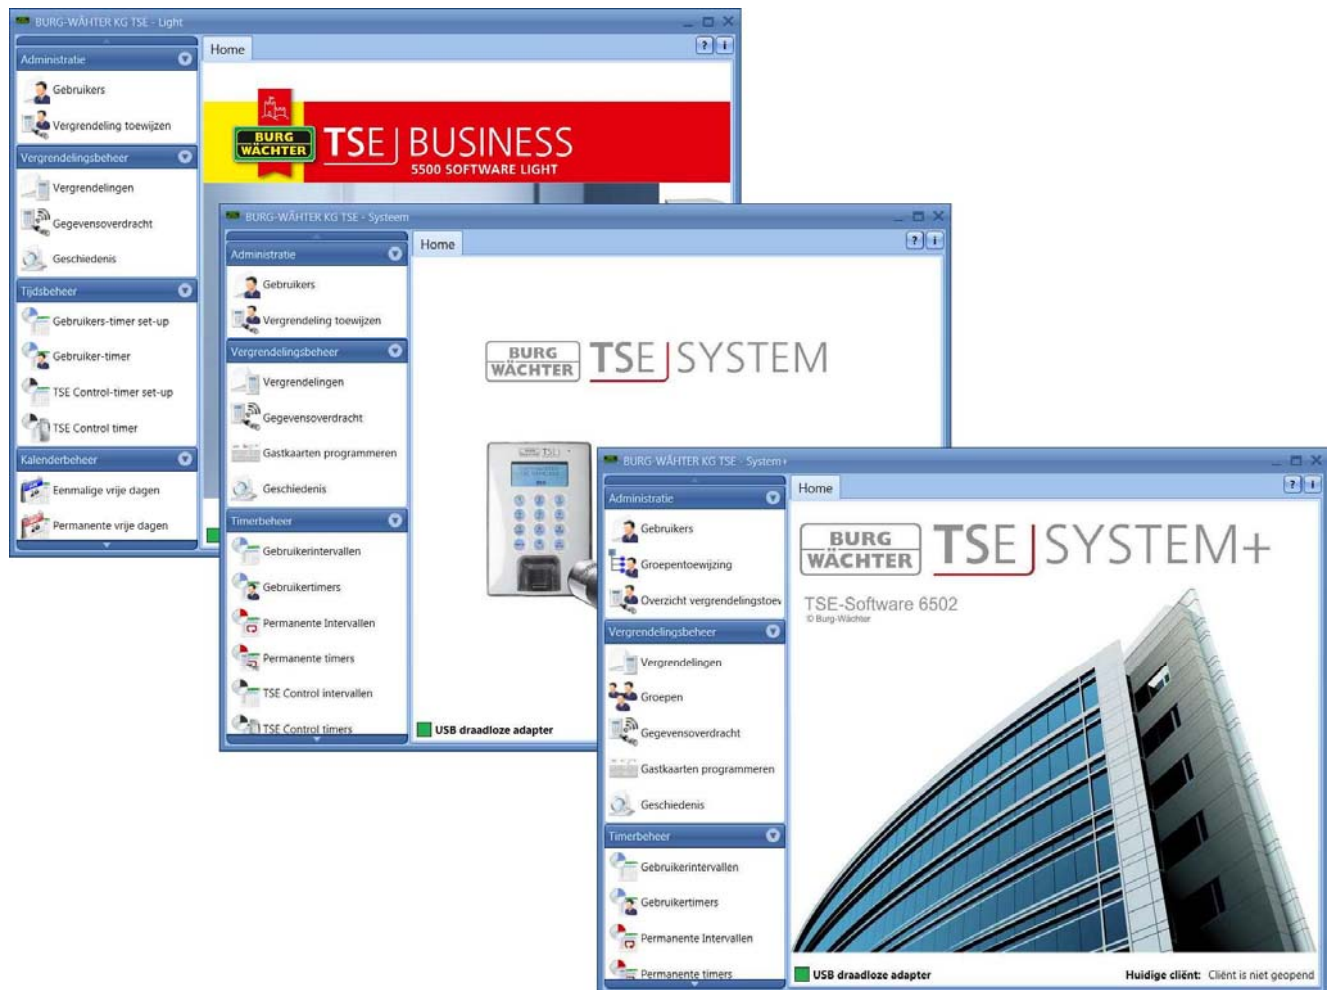 BURG-WÄHTER KG TSE - Light
Home
? i
Administratie
Gebruikers
Vergrendeling toewijzen
Vergrendelingsbeheer
Vergrendelingen
Gegevensoverdracht
Geschiedenis
Tijdsbeheer
Gebruikers-timer set-up
Gebruiker-timer
TSE Control-timer set-up
TSE Control timer
Kalenderbeheer
Eenmalige vrije dagen
Permanente vrije dagen
BURG WÄCHTER
TSE BUSINESS
5500 SOFTWARE LIGHT
BURG-WÄHTER KG TSE - Systeem
Home
? i
Administratie
Gebruikers
Vergrendeling toewijzen
Vergrendelingsbeheer
Vergrendelingen
Gegevensoverdracht
Gastkaarten programmeren
Geschiedenis
Timerbeheer
Gebruikerintervallen
Gebruikertimers
Permanente Intervallen
Permanente timers
TSE Control intervallen
TSE Control timers
BURG WÄCHTER
TSE SYSTEM
USB draadloze adapter
BURG-WÄHTER KG TSE - System+
Home
? i
Administratie
Gebruikers
Groepentoewijzing
Overzicht vergrendelingstoew
Vergrendelingsbeheer
Vergrendelingen
Groepen
Gegevensoverdracht
Gastkaarten programmeren
Geschiedenis
Timerbeheer
Gebruikerintervallen
Gebruikertimers
Permanente Intervallen
Permanente timers
BURG WÄCHTER
TSE SYSTEM+
TSE-Software 6502
© Burg-Wächter
USB draadloze adapter
Huidige cliënt: Cliënt is niet geopend